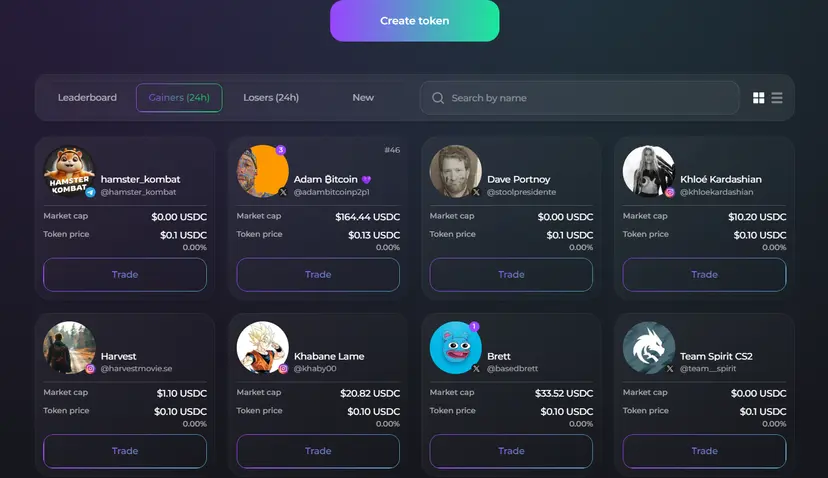 Create token
Leaderboard
Gainers (24h)
Losers (24h)
New
Search by name
HAMSTER
KOMBAT
hamster_kombat
@hamster_kombat
Market cap
$0.00 USDC
Token price
$0.1 USDC
0.00%
Trade
3
#46
Adam ₿itcoin 💜
@adambitcoinp2p1
Market cap
$164.44 USDC
Token price
$0.13 USDC
0.00%
Trade
Dave Portnoy
@stoolpresidente
Market cap
$0.00 USDC
Token price
$0.1 USDC
0.00%
Trade
Khloé Kardashian
@khloekardashian
Market cap
$10.20 USDC
Token price
$0.10 USDC
0.00%
Trade
Harvest
@harvestmovie.se
Market cap
$1.10 USDC
Token price
$0.10 USDC
0.00%
Trade
Khabane Lame
@khaby00
Market cap
$20.82 USDC
Token price
$0.10 USDC
0.00%
Trade
1
Brett
@basedbrett
Market cap
$33.52 USDC
Token price
$0.10 USDC
0.00%
Trade
Team Spirit CS2
@team__spirit
Market cap
$0.00 USDC
Token price
$0.1 USDC
0.00%
Trade